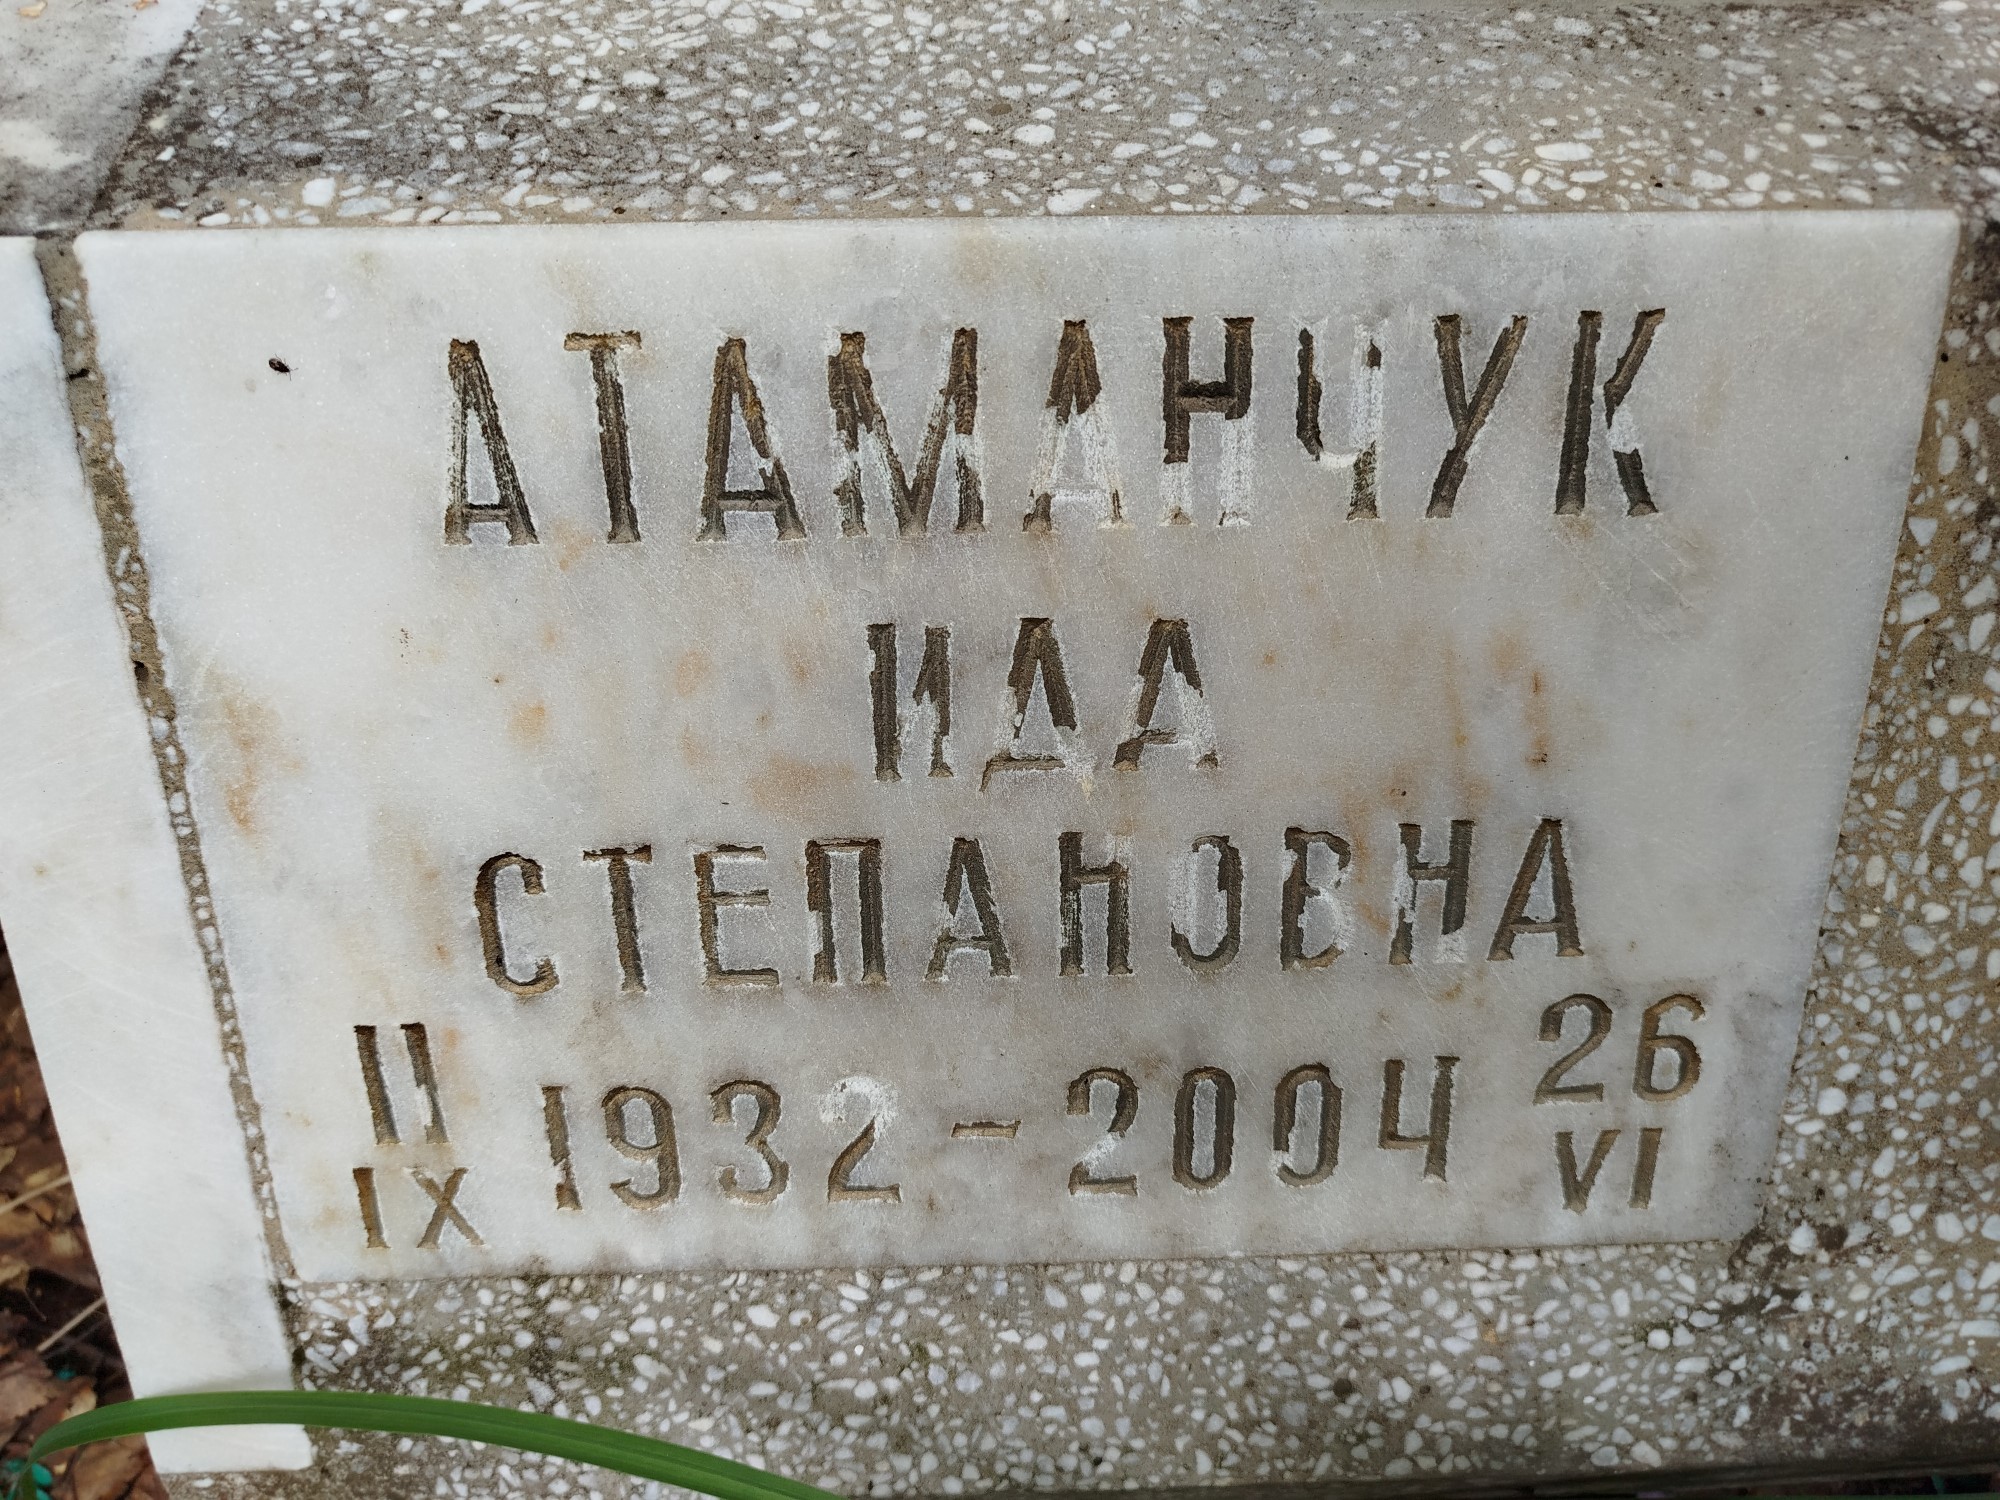 АТАМАНЧУК
ИДА
СТЕПАНОВНА
11 1932 - 2004 26
IX VI